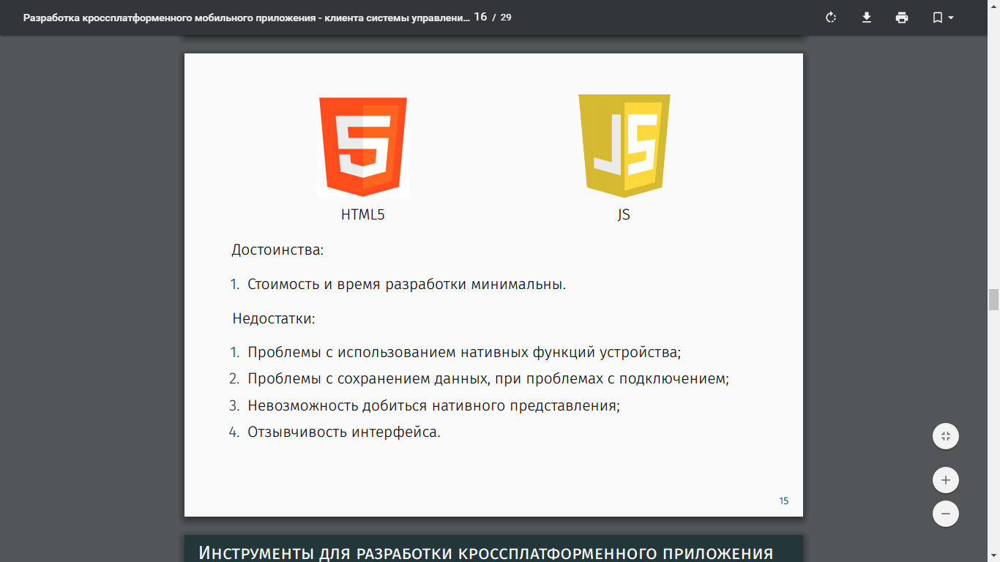 Разработка кроссплатформенного мобильного приложения - клиента системы управлени... 16 / 29
5 JS
HTML5 JS
Достоинства:
1. Стоимость и время разработки минимальны.
Недостатки:
1. Проблемы с использованием нативных функций устройства;
2. Проблемы с сохранением данных, при проблемах с подключением;
3. Невозможность добиться нативного представления;
4. Отзывчивость интерфейса.
15
Инструменты для разработки кроссплатформенного приложения